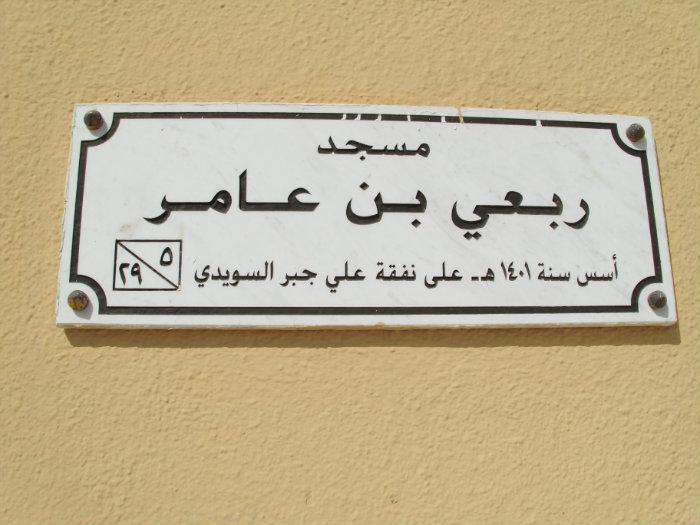 مسجد
ربعي بن عامر
أسس سنة ١٤٠١ هـ على نفقة علي جبر السويدي
٥
٢٩